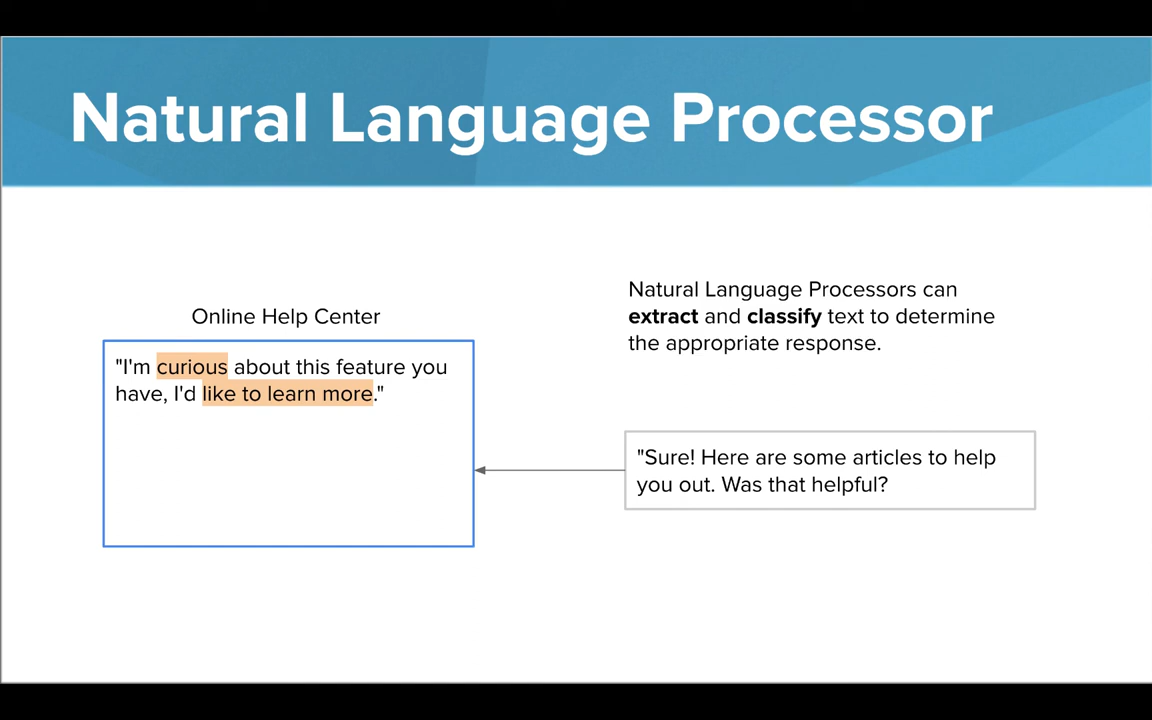 Natural Language Processor
Online Help Center
"I'm curious about this feature you
have, I'd like to learn more."
Natural Language Processors can
extract and classify text to determine
the appropriate response.
"Sure! Here are some articles to help
you out. Was that helpful?